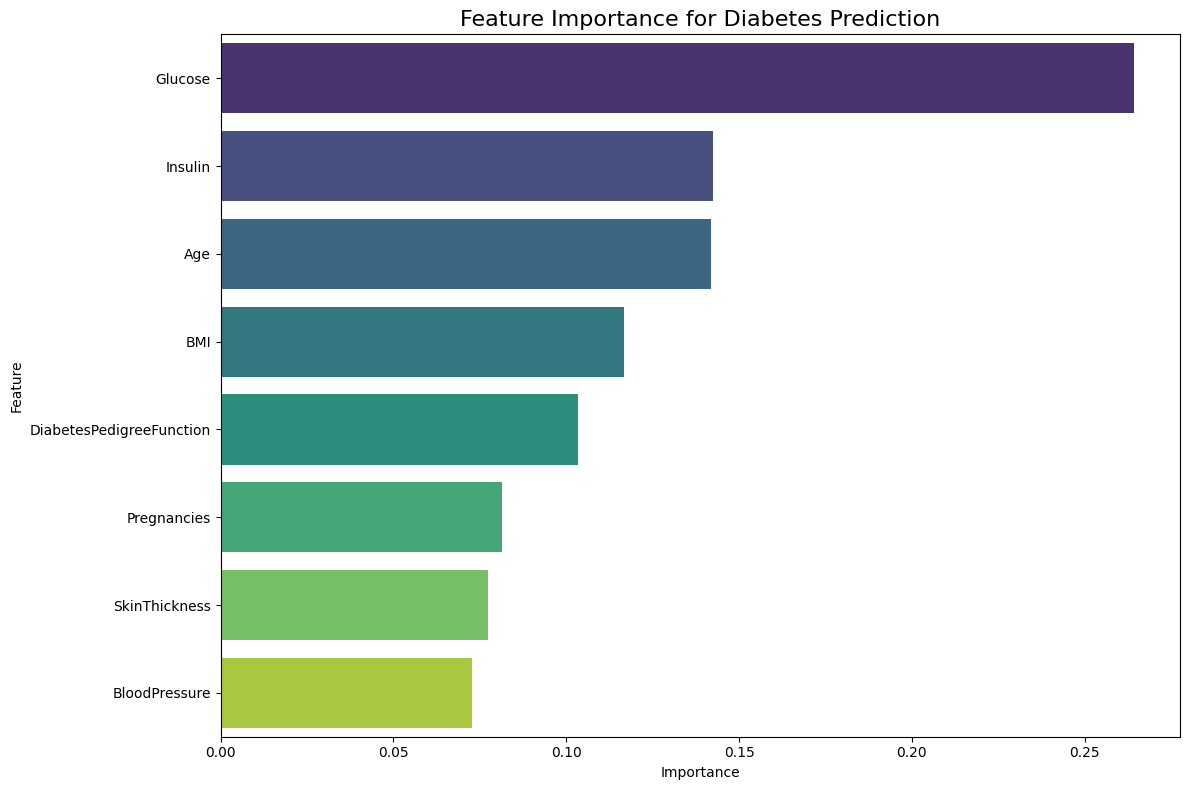 Feature Importance for Diabetes Prediction
Feature
Glucose
Insulin
Age
BMI
DiabetesPedigreeFunction
Pregnancies
SkinThickness
BloodPressure
0.00 0.05 0.10 0.15 0.20 0.25
Importance